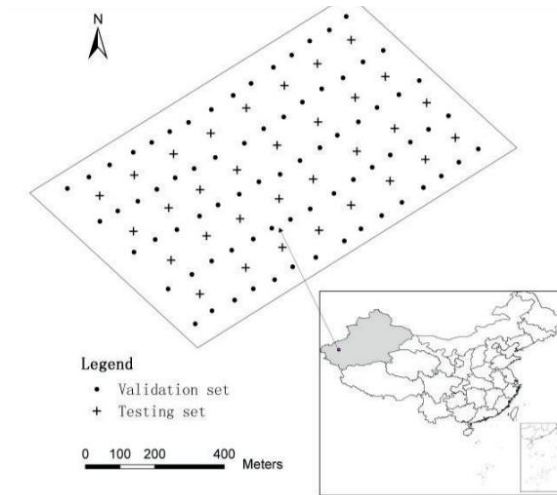 N
Legend
Validation set
Testing set
0 100 200 400
Meters